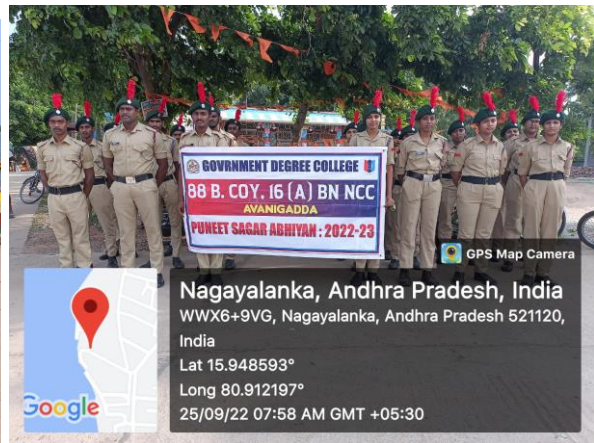 GOVRNMENT DEGREE COLLEGE
88 B. COY. 16 (A) BN NCC
AVANIGADDA
PUNEET SAGAR ABHIYAN : 2022-23
GPS Map Camera
Nagayalanka, Andhra Pradesh, India
WWX6+9VG, Nagayalanka, Andhra Pradesh 521120,
India
Lat 15.948593°
Long 80.912197°
25/09/22 07:58 AM GMT +05:30
Google